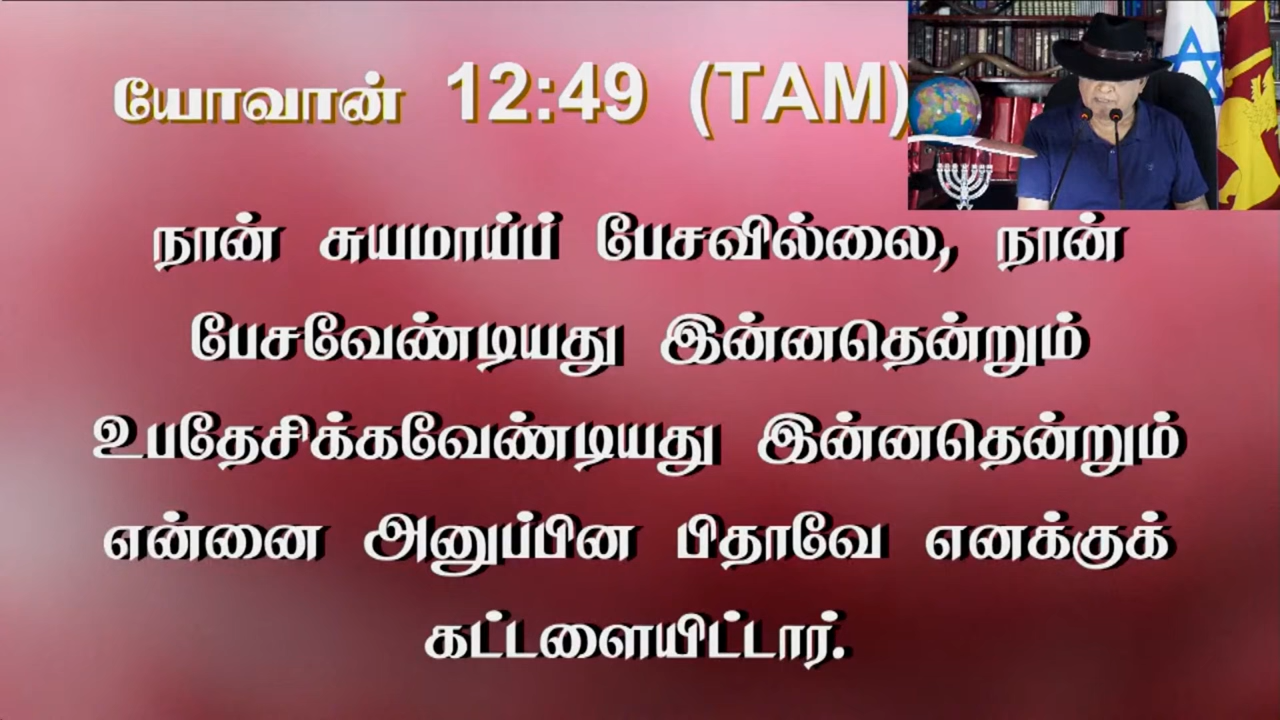 யோவான் 12:49 (TAM)
நான் சுயமாய்ப் பேசவில்லை, நான்
பேசவேண்டியது இன்னதென்றும்
உபதேசிக்கவேண்டியது இன்னதென்றும்
என்னை அனுப்பின பிதாவே எனக்குக்
கட்டளையிட்டார்.